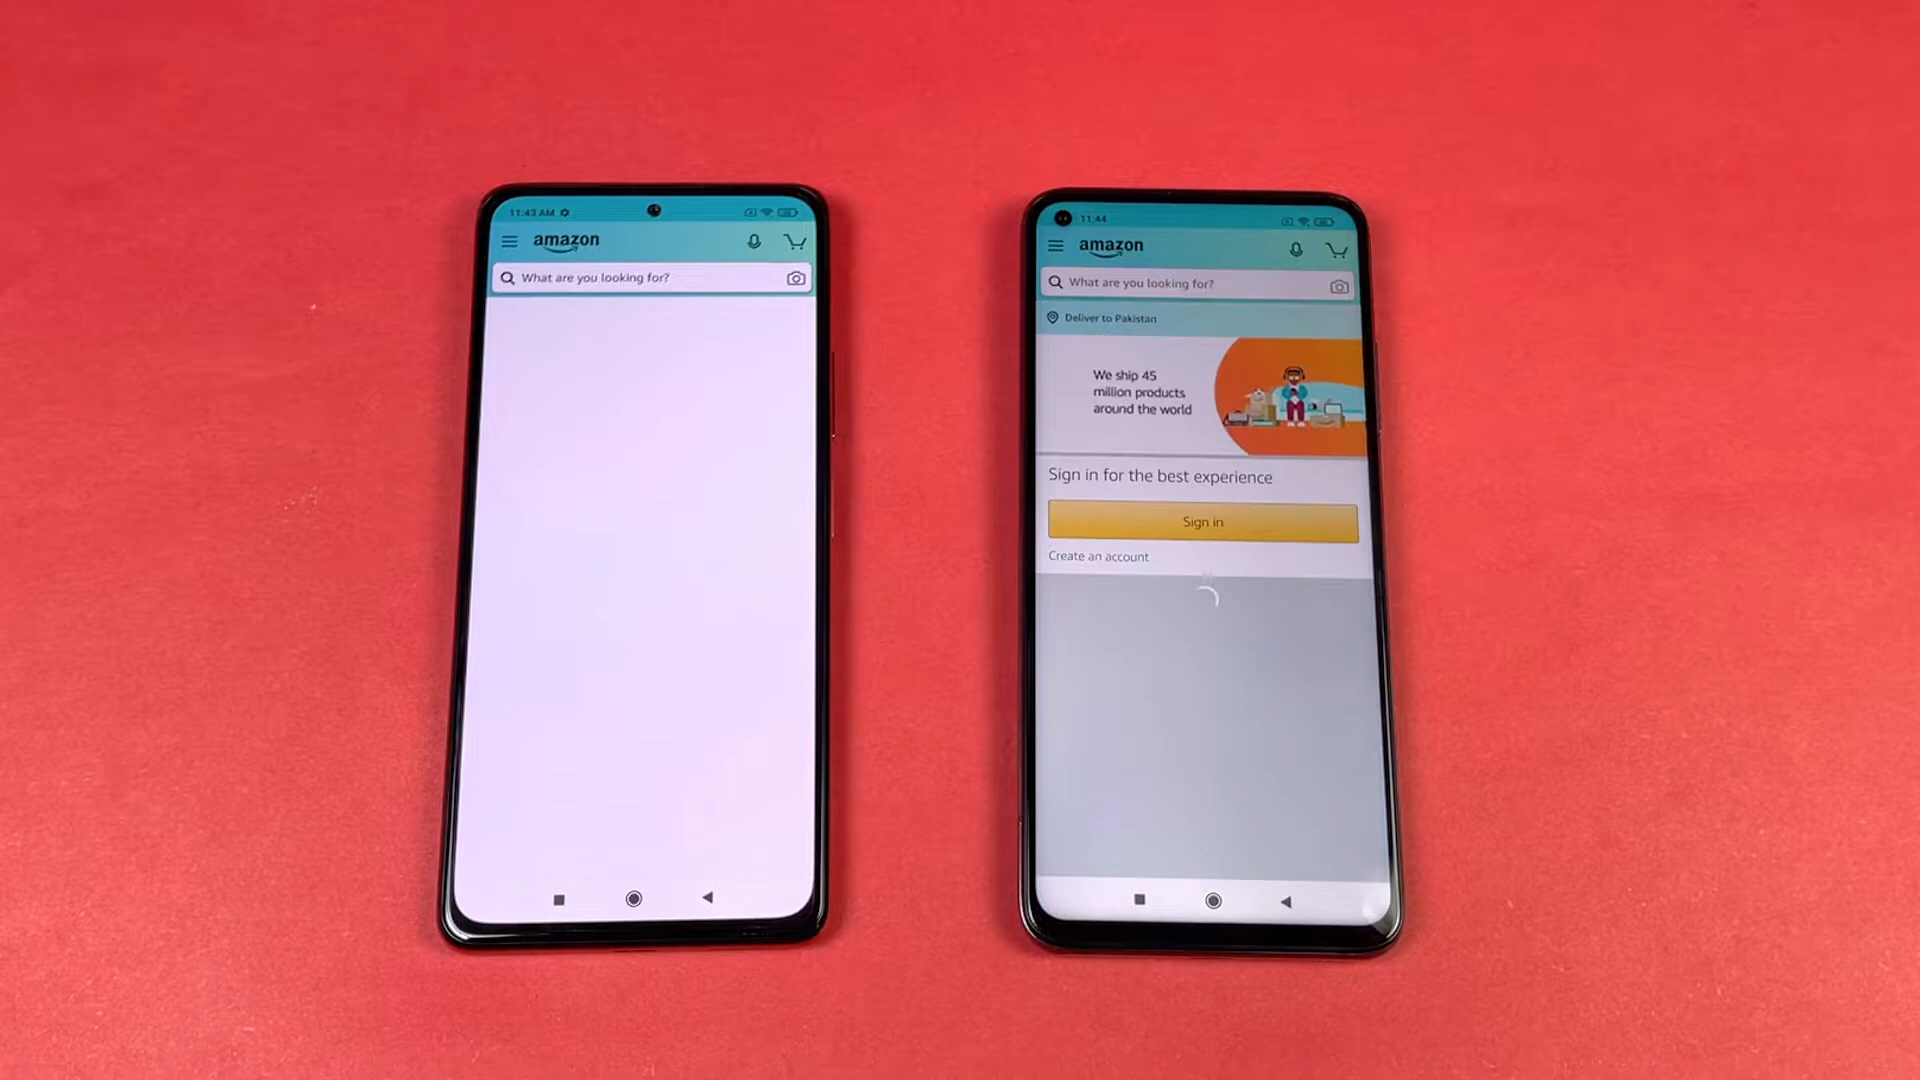 11:43 AM
amazon
What are you looking for?
11:44
amazon
What are you looking for?
Deliver to Pakistan
We ship 45
million products
around the world
Sign in for the best experience
Sign in
Create an account